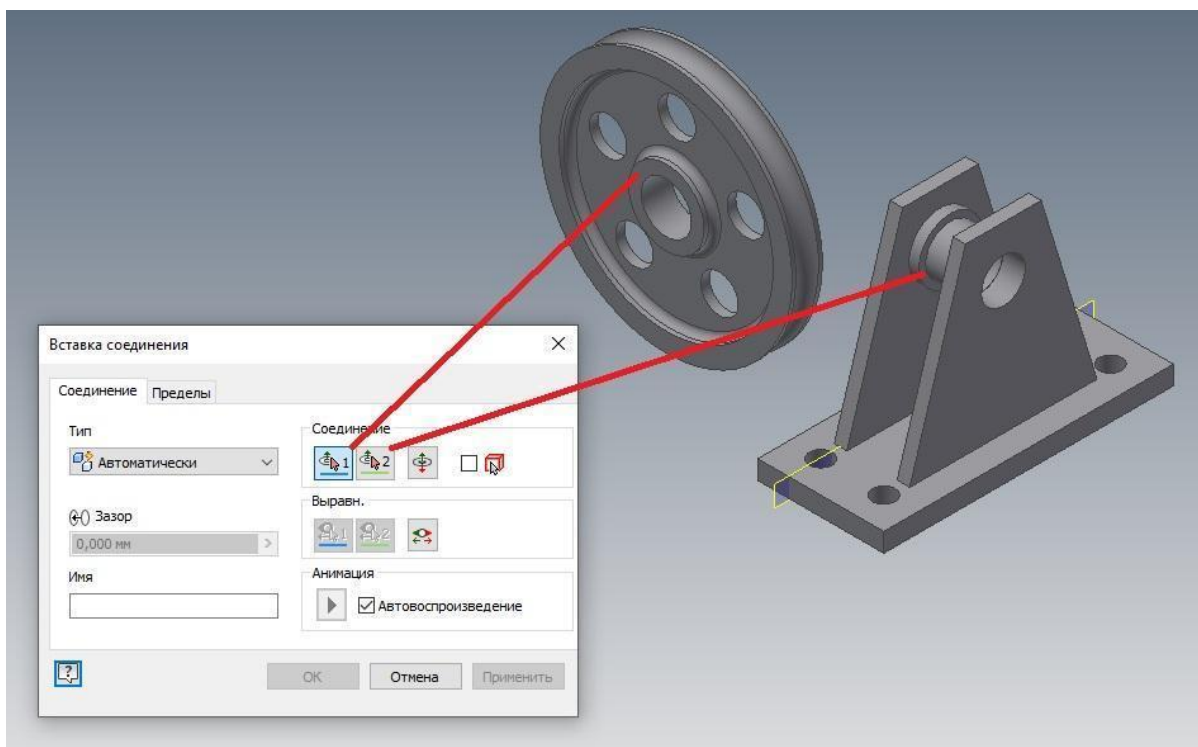 Вставка соединения
Соединение
Пределы
Тип
Автоматически
Зазор
0,000 мм
Имя
Соединение
1
2
Выравн.
1
2
Анимация
Автовоспроизведение
?
ОК
Отмена
Применить